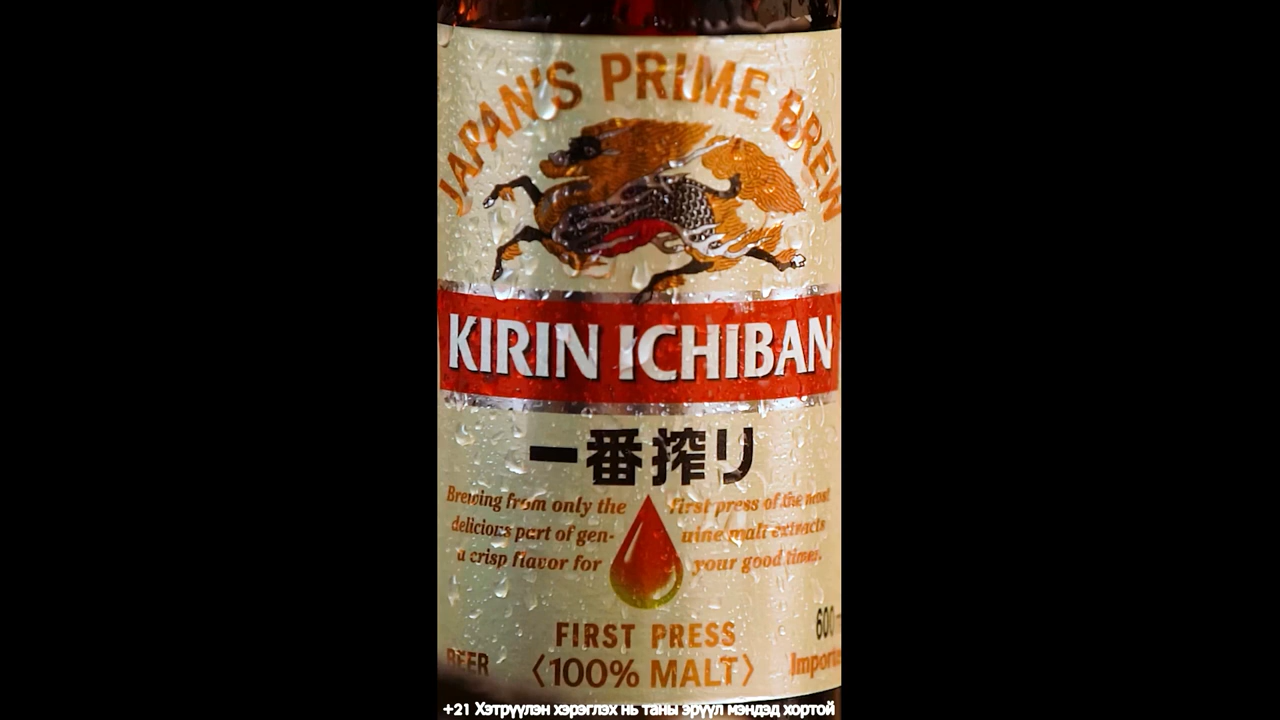 JAPAN'S PRIME BREW
KIRIN ICHIBAN
一番搾り
Brewing from only the first press of the most
delicious part of gen- uine malt extracts
a crisp flavor for your good times.
FIRST PRESS
600
BEER 〈100% MALT〉
+21 Хэтрүүлэн хэрэглэх нь таны эрүүл мэндэд хортой